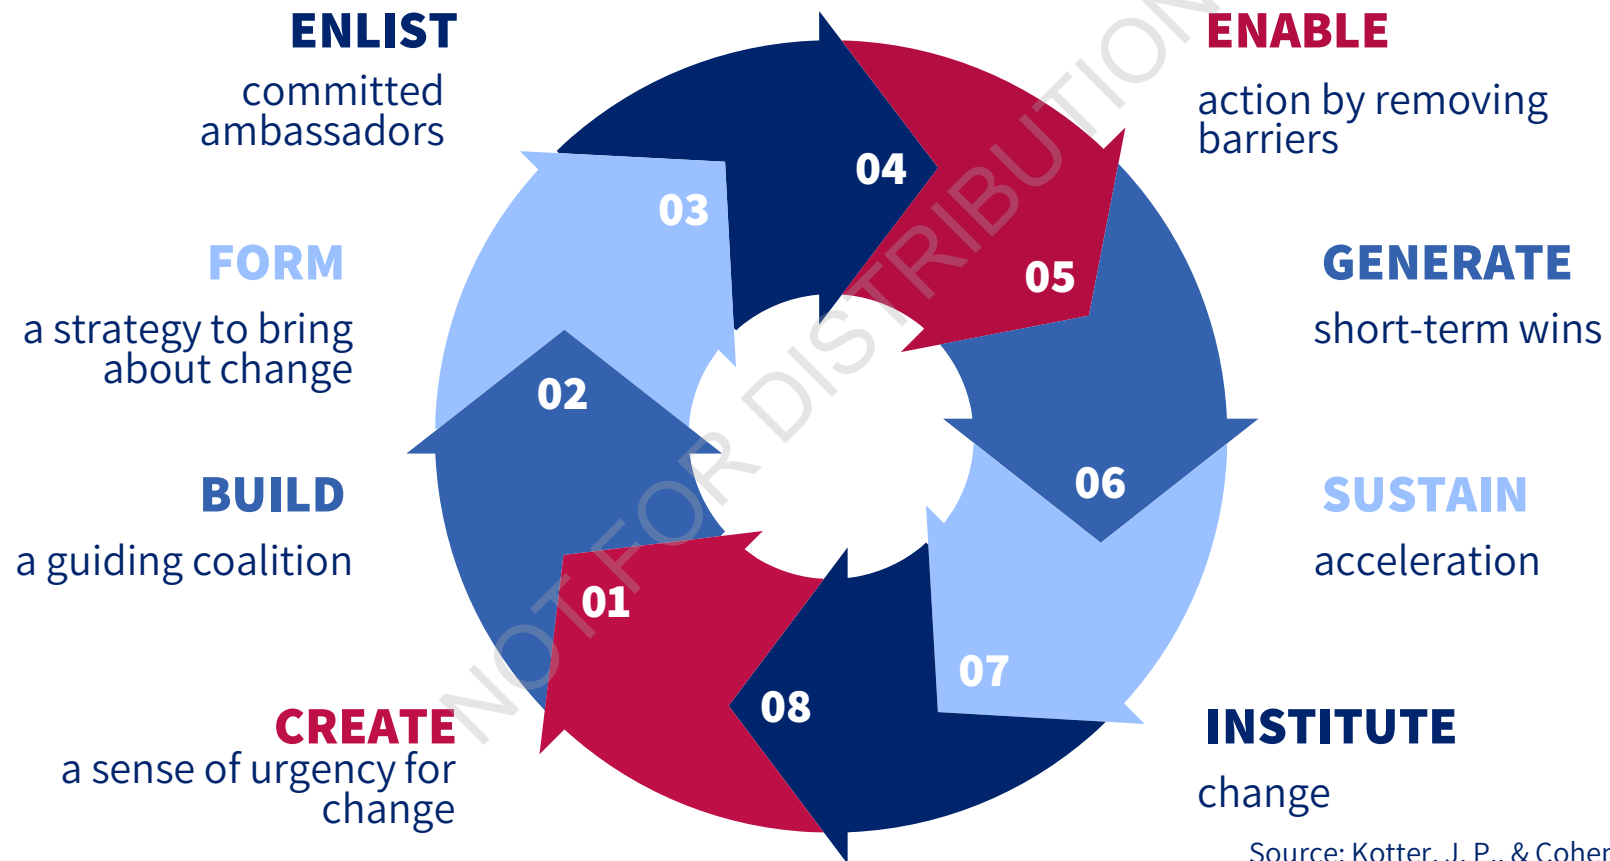 ENLIST
committed
ambassadors
FORM
a strategy to bring
about change
BUILD
a guiding coalition
CREATE
a sense of urgency for
change
01
02
03
04
05
06
07
08
ENABLE
action by removing
barriers
GENERATE
short-term wins
SUSTAIN
acceleration
INSTITUTE
change
Source: Kotter, J. P., & Cohen
NOT FOR DISTRIBUTION